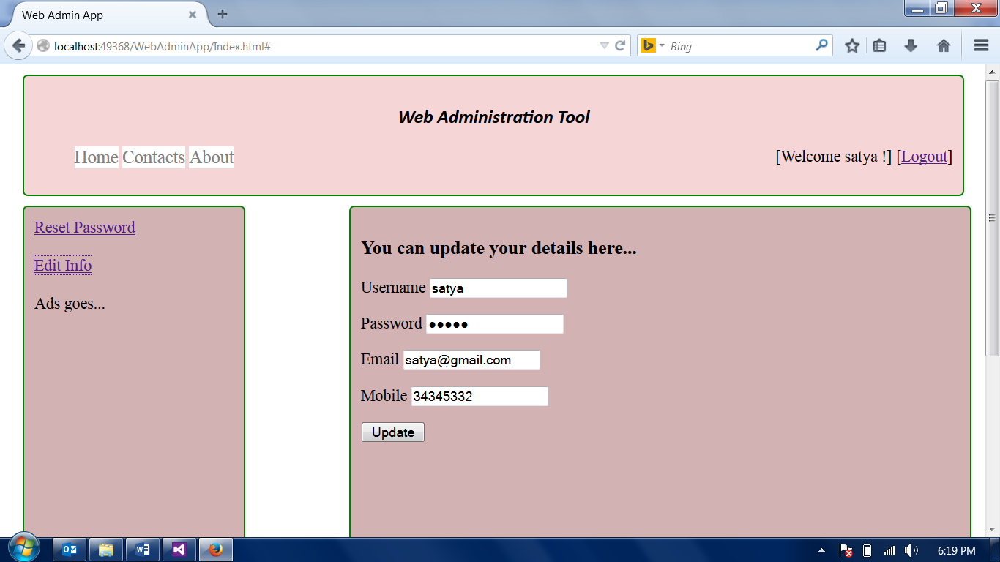 Web Admin App
localhost:49368/WebAdminApp/Index.html#
Bing
Web Administration Tool
Home Contacts About
[Welcome satya !] [Logout]
Reset Password
Edit Info
Ads goes...
You can update your details here...
Username satya
Password ●●●●●
Email satya@gmail.com
Mobile 34345332
Update
6:19 PM